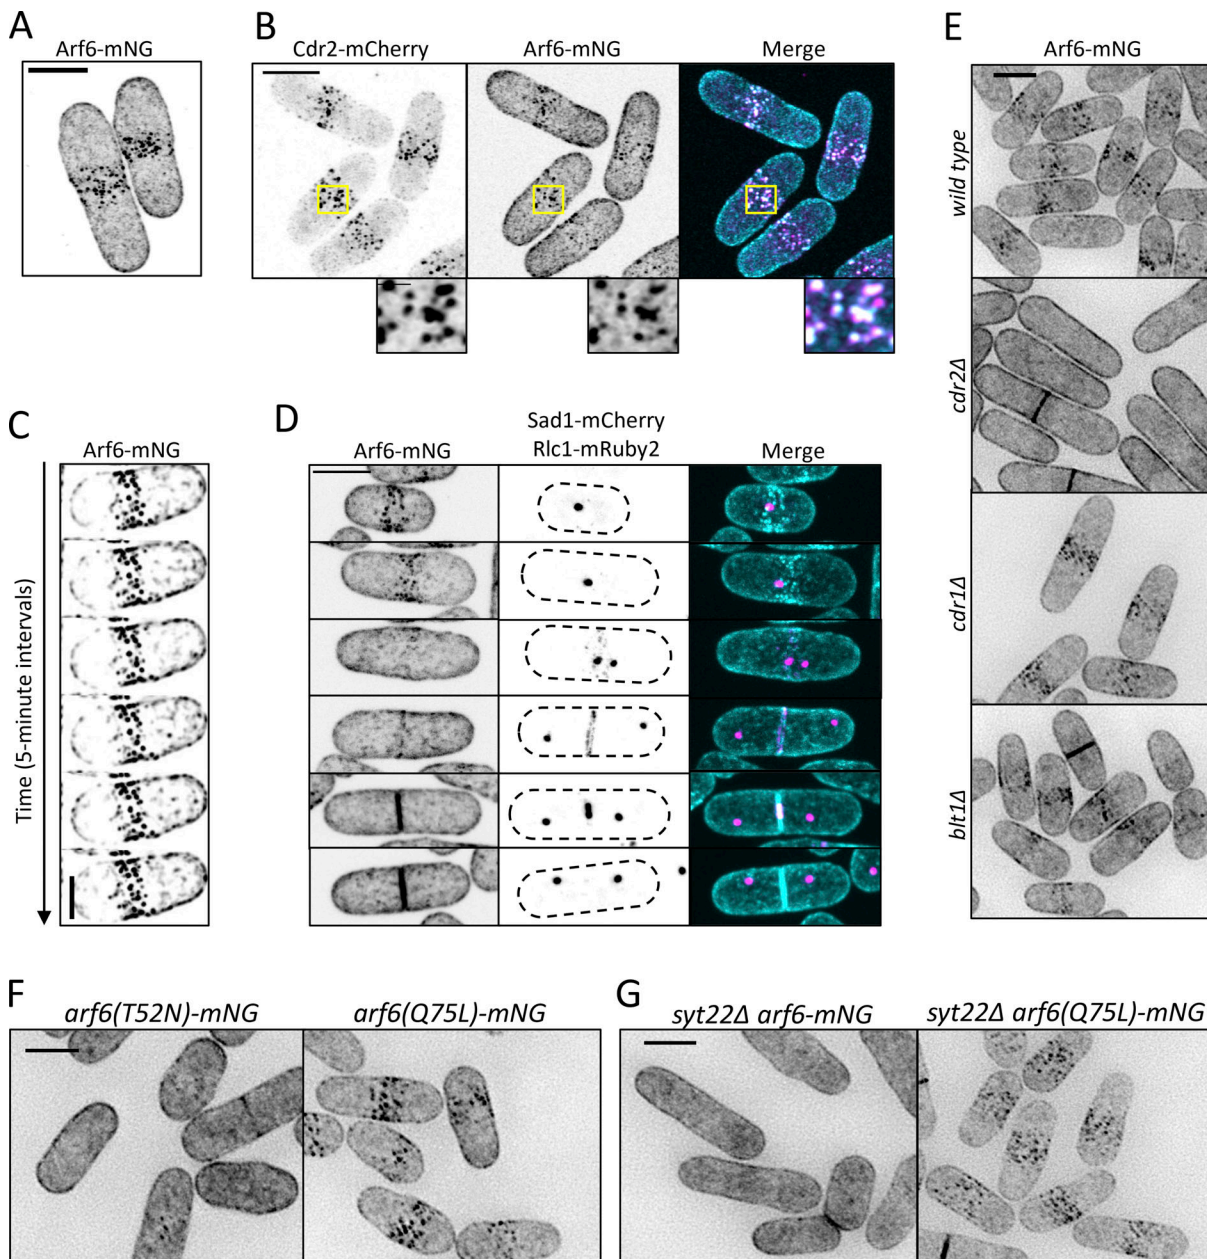 A
Arf6-mNG
B
Cdr2-mCherry
Arf6-mNG
Merge
C
Arf6-mNG
Time (5-minute intervals)
D
Arf6-mNG
Sad1-mCherry
Rlc1-mRuby2
Merge
E
Arf6-mNG
wild type
cdr2Δ
cdr1Δ
blt1Δ
F
arf6(T52N)-mNG
arf6(Q75L)-mNG
G
syt22Δ arf6-mNG
syt22Δ arf6(Q75L)-mNG